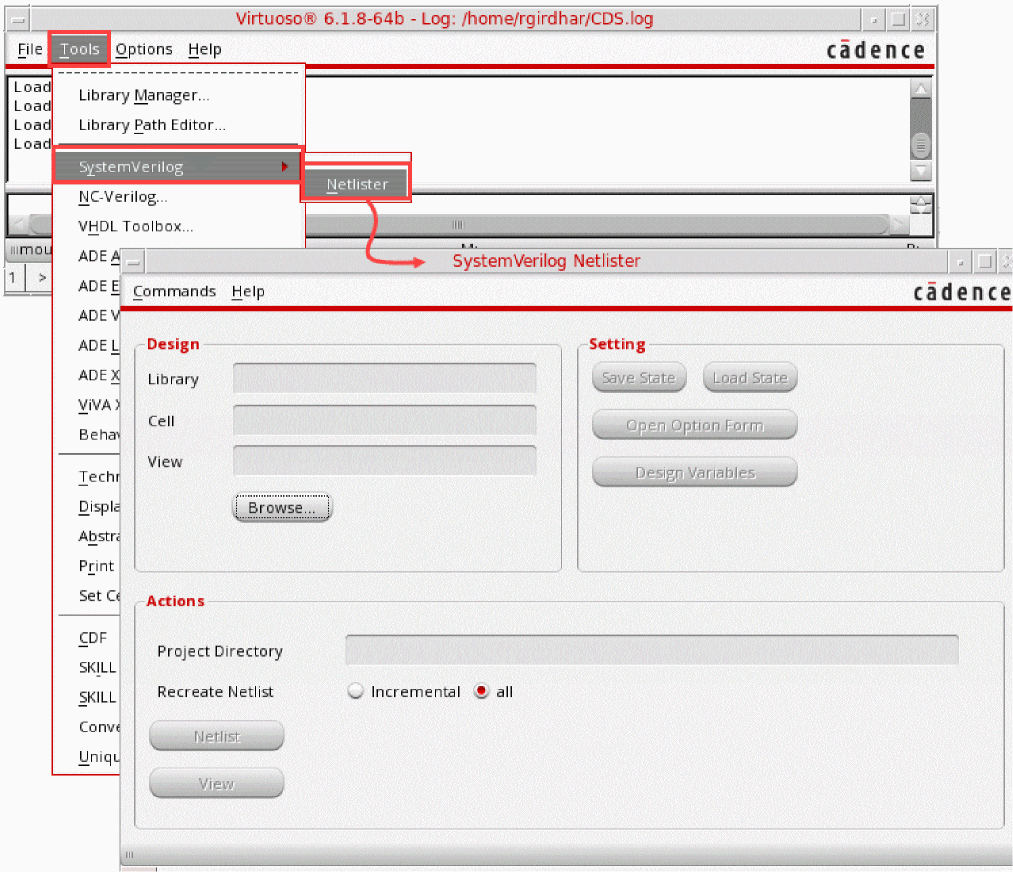 Virtuoso® 6.1.8-64b - Log: /home/rgirdhar/CDS.log
File Tools Options Help
cādence
Load
Load
Load
Load
Library Manager...
Library Path Editor...
SystemVerilog
Netlister
NC-Verilog...
VHDL Toolbox...
mou
1 >
ADE A
ADE E
ADE V
ADE L
ADE X
ViVA X
Behav
Techn
Displa
Abstra
Print
Set Ce
CDF
SKILL
SKILL
Conve
Uniqu
SystemVerilog Netlister
Commands Help
cādence
Design
Library
Cell
View
Browse...
Setting
Save State Load State
Open Option Form
Design Variables
Actions
Project Directory
Recreate Netlist Incremental all
Netlist
View